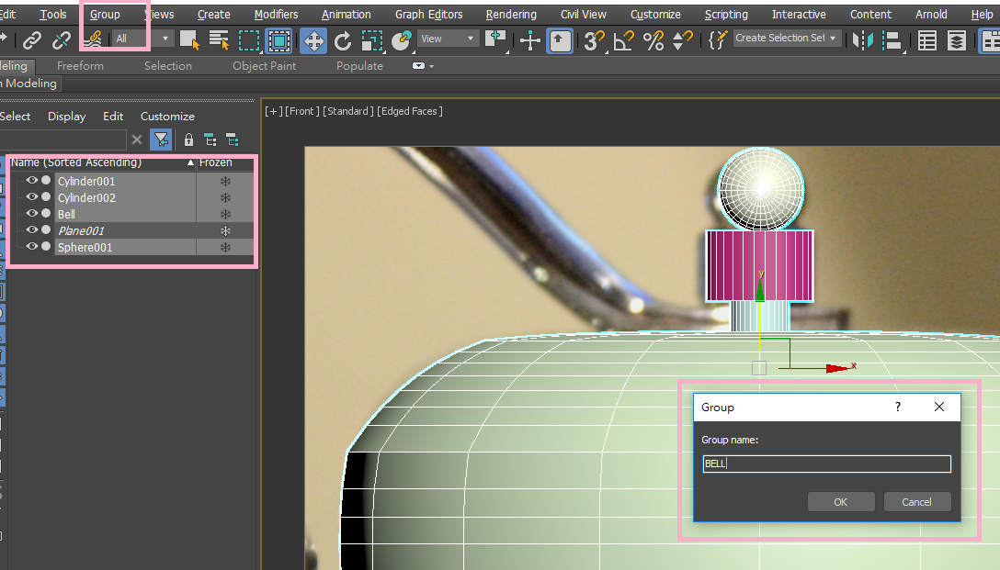 Edit Tools Group Views Create Modifiers Animation Graph Editors Rendering Civil View Customize Scripting Interactive Content Arnold Help
All View 3 Create Selection Set
Freeform Selection Object Paint Populate
Modeling
Select Display Edit Customize
[+] [Front] [Standard] [Edged Faces]
Name (Sorted Ascending) Frozen
Cylinder001
Cylinder002
Bell
Plane001
Sphere001
y
x
Group ? X
Group name:
BELL
OK Cancel